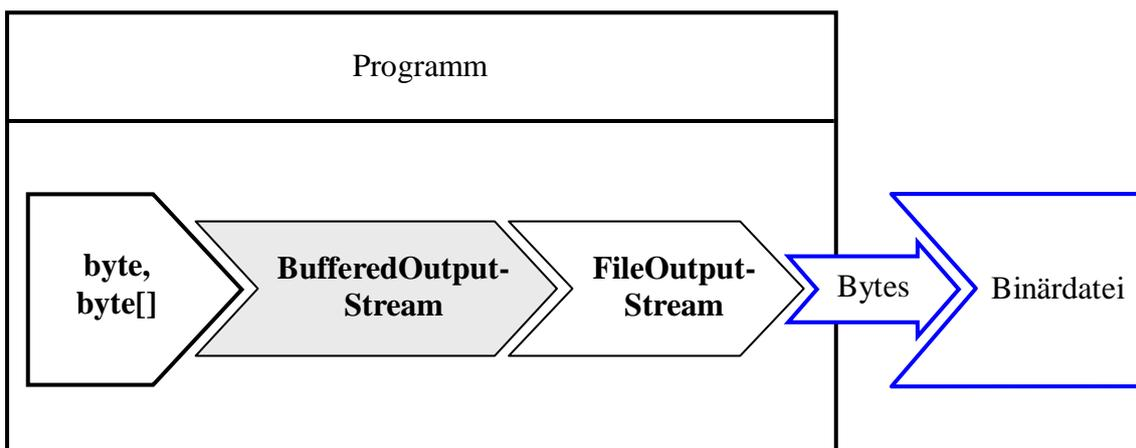 Programm
byte,
byte[]
BufferedOutput-
Stream
FileOutput-
Stream
Bytes
Binärdatei